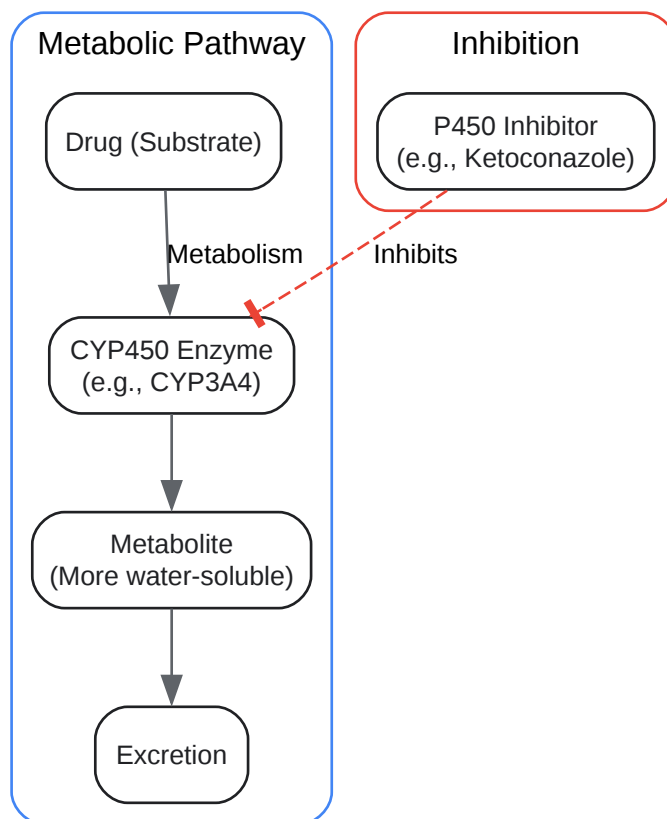 Metabolic Pathway
Inhibition
Drug (Substrate)
P450 Inhibitor
(e.g., Ketoconazole)
Metabolism
Inhibits
CYP450 Enzyme
(e.g., CYP3A4)
Metabolite
(More water-soluble)
Excretion